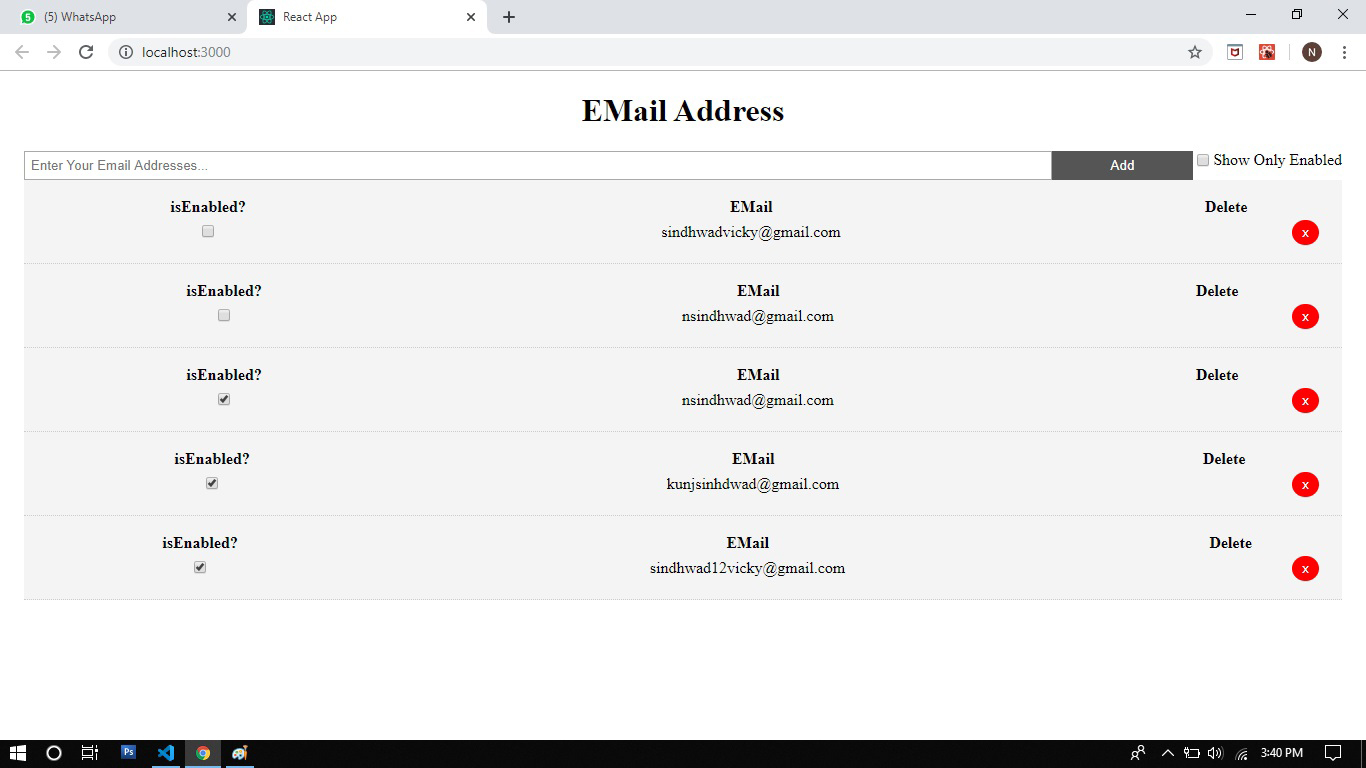 (5) WhatsApp
React App
localhost:3000
N
EMail Address
Enter Your Email Addresses...
Add
Show Only Enabled
isEnabled? EMail Delete
sindhwadvicky@gmail.com x
isEnabled? EMail Delete
nsindhwad@gmail.com x
isEnabled? EMail Delete
nsindhwad@gmail.com x
isEnabled? EMail Delete
kunjsinhdwad@gmail.com x
isEnabled? EMail Delete
sindhwad12vicky@gmail.com x
Ps
3:40 PM